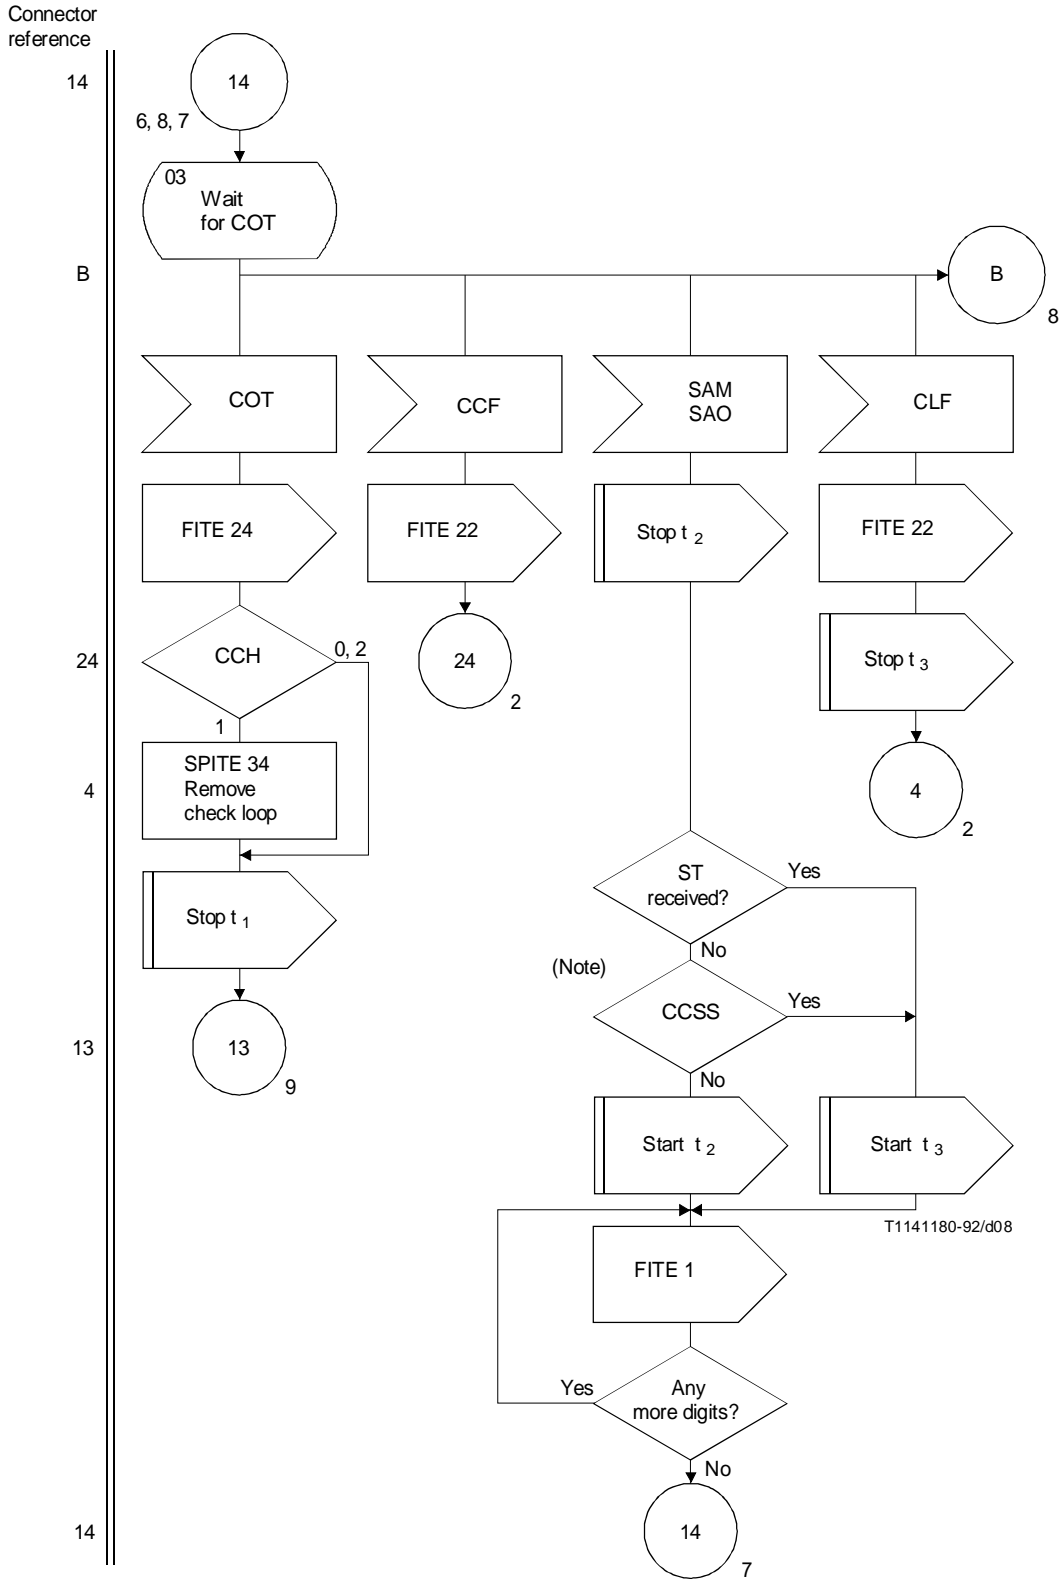 Connector
reference
14
14
6, 8, 7
03
Wait
for COT
B
B
8
COT
CCF
SAM
SAO
CLF
FITE 24
FITE 22
Stop t 2
FITE 22
24
CCH
0, 2
1
24
2
Stop t 3
4
SPITE 34
Remove
check loop
4
2
ST
received?
Yes
No
Stop t 1
(Note)
CCSS
Yes
No
13
13
9
Start t 2
Start t 3
T1141180-92/d08
FITE 1
Yes
Any
more digits?
No
14
14
7